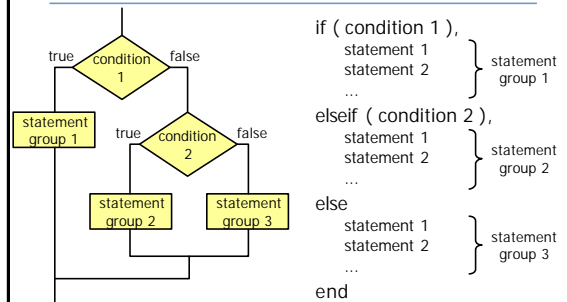 true
condition
1
false
statement
group 1
true
condition
2
false
statement
group 2
statement
group 3
if ( condition 1 ),
statement 1
statement 2
...
statement
group 1
elseif ( condition 2 ),
statement 1
statement 2
...
statement
group 2
else
statement 1
statement 2
...
statement
group 3
end